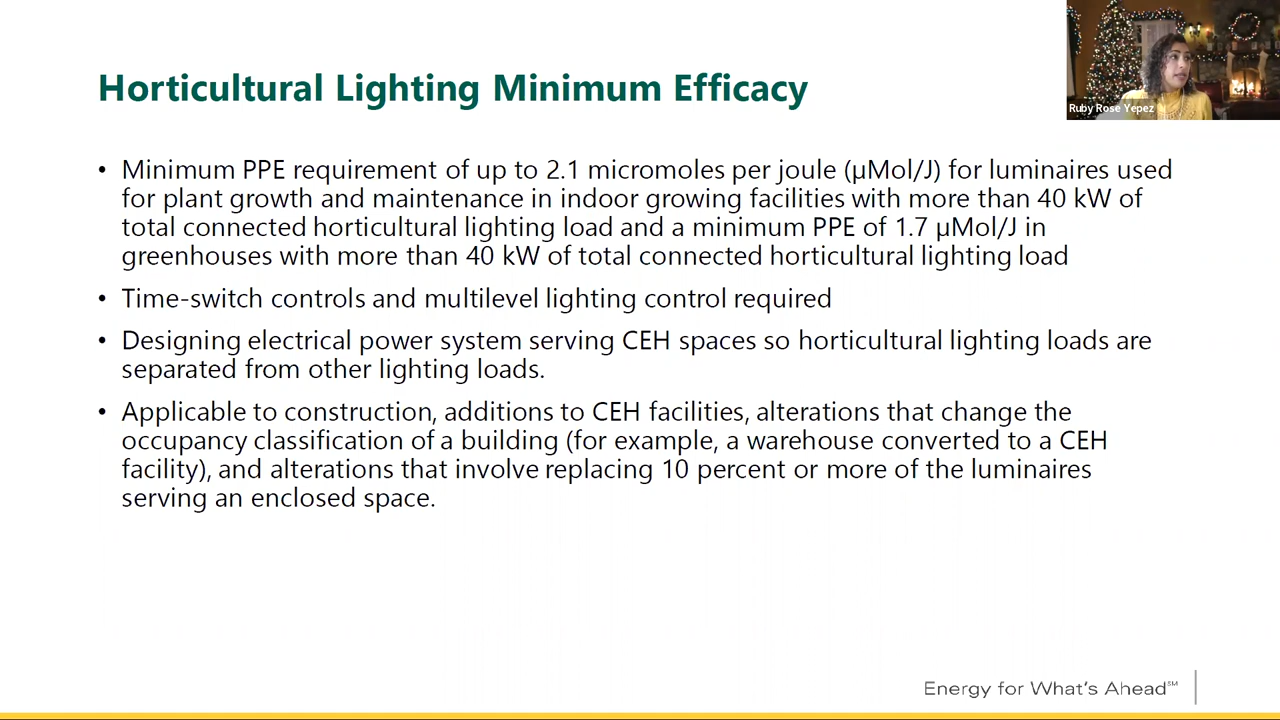 Horticultural Lighting Minimum Efficacy
Ruby Rose Yepez
• Minimum PPE requirement of up to 2.1 micromoles per joule (μMol/J) for luminaires used
for plant growth and maintenance in indoor growing facilities with more than 40 kW of
total connected horticultural lighting load and a minimum PPE of 1.7 μMol/J in
greenhouses with more than 40 kW of total connected horticultural lighting load
• Time-switch controls and multilevel lighting control required
• Designing electrical power system serving CEH spaces so horticultural lighting loads are
separated from other lighting loads.
• Applicable to construction, additions to CEH facilities, alterations that change the
occupancy classification of a building (for example, a warehouse converted to a CEH
facility), and alterations that involve replacing 10 percent or more of the luminaires
serving an enclosed space.
Energy for What's Ahead℠